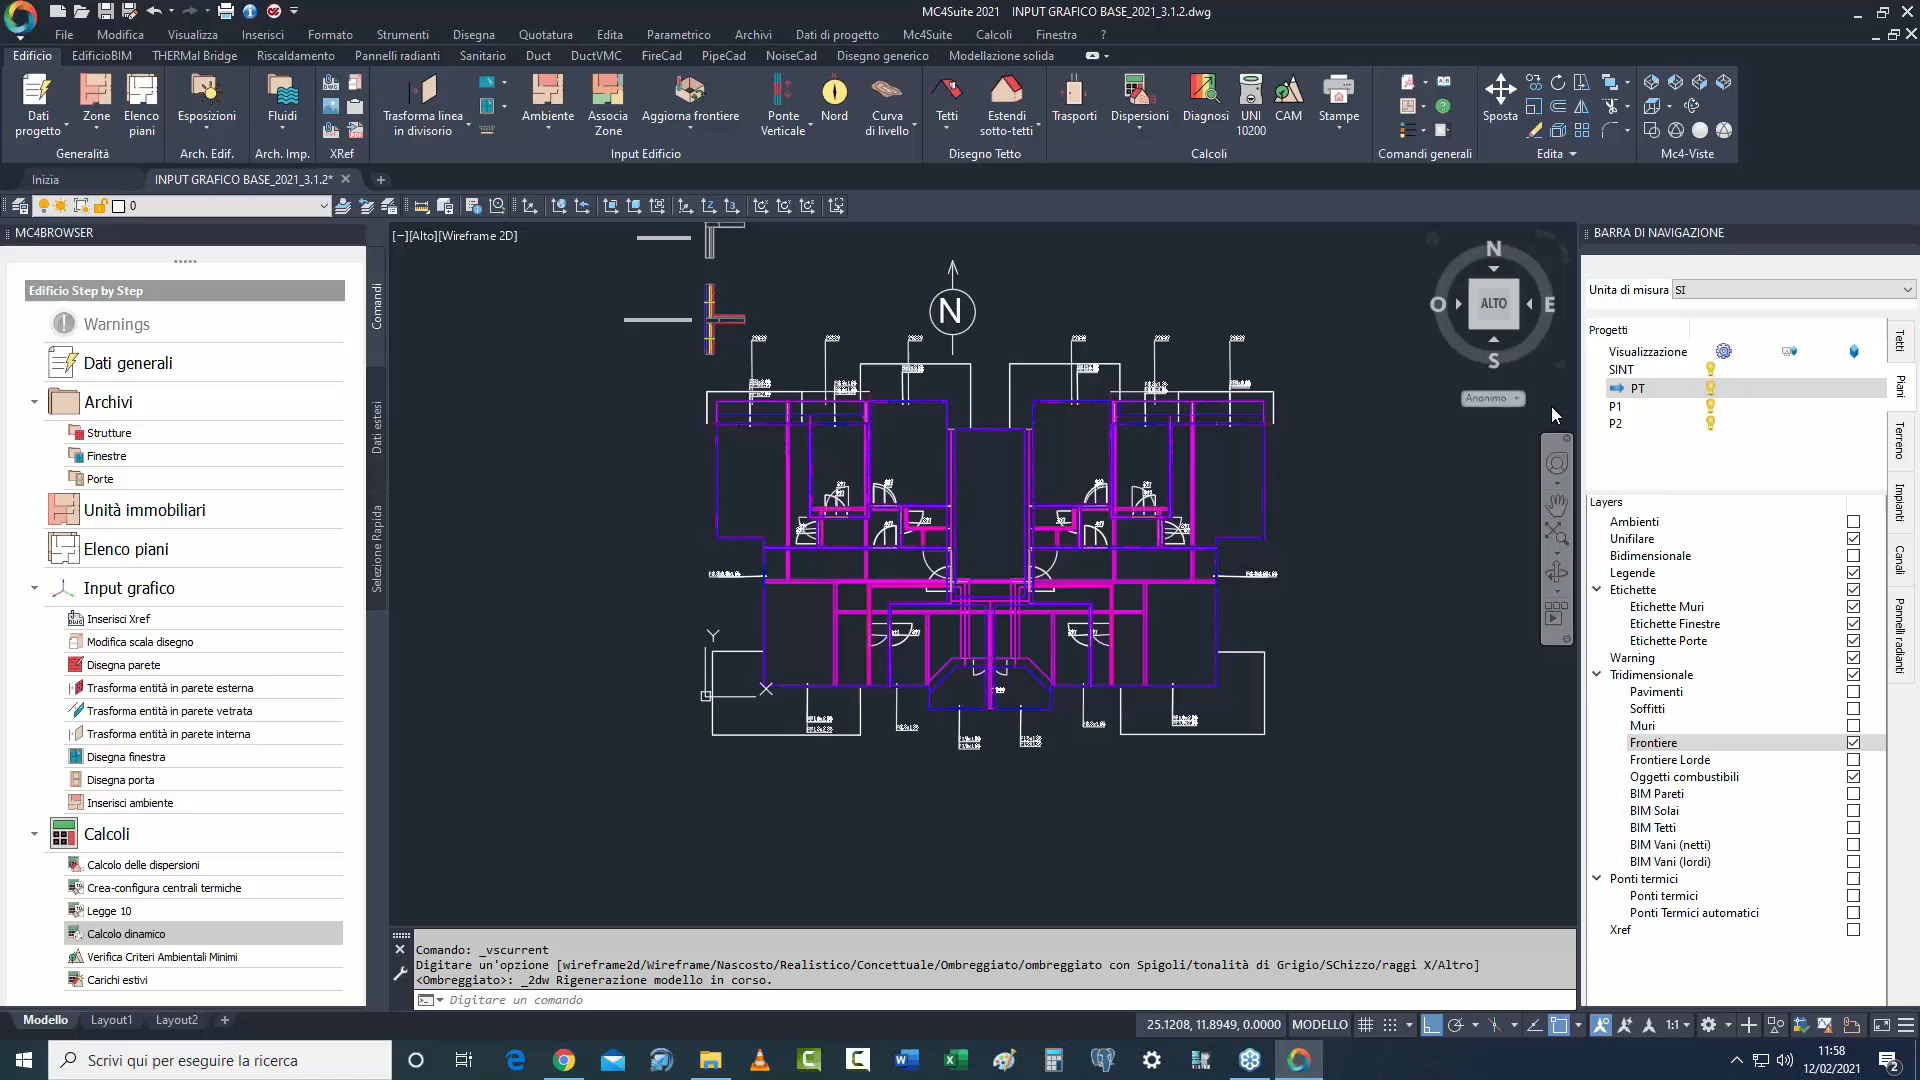 MC4Suite 2021 INPUT GRAFICO BASE_2021_3.1.2.dwg
File Modifica Visualizza Inserisci Formato Strumenti Disegna Quotatura Edita Parametrico Archivi Dati di progetto Mc4Suite Calcoli Finestra ?
Edificio EdificioBIM THERMal Bridge Riscaldamento Pannelli radianti Sanitario Duct DuctVMC FireCad PipeCad NoiseCad Disegno generico Modellazione solida
Dati progetto Zone Elenco piani Esposizioni Fluidi Trasforma linea in divisorio Ambiente Associa Zone Aggiorna frontiere Ponte Verticale Nord Curva di livello Tetti Estendi sotto-tetti Trasporti Dispersioni Diagnosi UNI 10200 CAM Stampe Sposta
Generalità Arch. Edif. Arch. Imp. XRef Input Edificio Disegno Tetto Calcoli Comandi generali Edita Mc4-Viste
Inizia INPUT GRAFICO BASE_2021_3.1.2*
0
MC4BROWSER
Edificio Step by Step
Warnings
Dati generali
Archivi
Strutture
Finestre
Porte
Unità immobiliari
Elenco piani
Input grafico
Inserisci Xref
Modifica scala disegno
Disegna parete
Trasforma entità in parete esterna
Trasforma entità in parete vetrata
Trasforma entità in parete interna
Disegna finestra
Disegna porta
Inserisci ambiente
Calcoli
Calcolo delle dispersioni
Crea-configura centrali termiche
Legge 10
Calcolo dinamico
Verifica Criteri Ambientali Minimi
Carichi estivi
Comandi
Dati estesi
Selezione Rapida
[−][Alto][Wireframe 2D]
N
Y
X
N
O ALTO E
S
Anonimo
BARRA DI NAVIGAZIONE
Unita di misura SI
Progetti
Visualizzazione
SINT
PT
P1
P2
Layers
Ambienti
Unifilare
Bidimensionale
Legende
Etichette
Etichette Muri
Etichette Finestre
Etichette Porte
Warning
Tridimensionale
Pavimenti
Soffitti
Muri
Frontiere
Frontiere Lorde
Oggetti combustibili
BIM Pareti
BIM Solai
BIM Tetti
BIM Vani (netti)
BIM Vani (lordi)
Ponti termici
Ponti termici
Ponti Termici automatici
Xref
Tetti
Piani
Terreno
Impianti
Canali
Pannelli radianti
Comando: _vscurrent
Digitare un'opzione [wireframe2d/Wireframe/Nascosto/Realistico/Concettuale/Ombreggiato/ombreggiato con Spigoli/tonalità di Grigio/SChizzo/raggi X/Altro]
<Ombreggiato>: _2dw Rigenerazione modello in corso.
Digitare un comando
Modello Layout1 Layout2 +
25.1208, 11.8949, 0.0000 MODELLO 1:1
Scrivi qui per eseguire la ricerca
11:58
12/02/2021
2